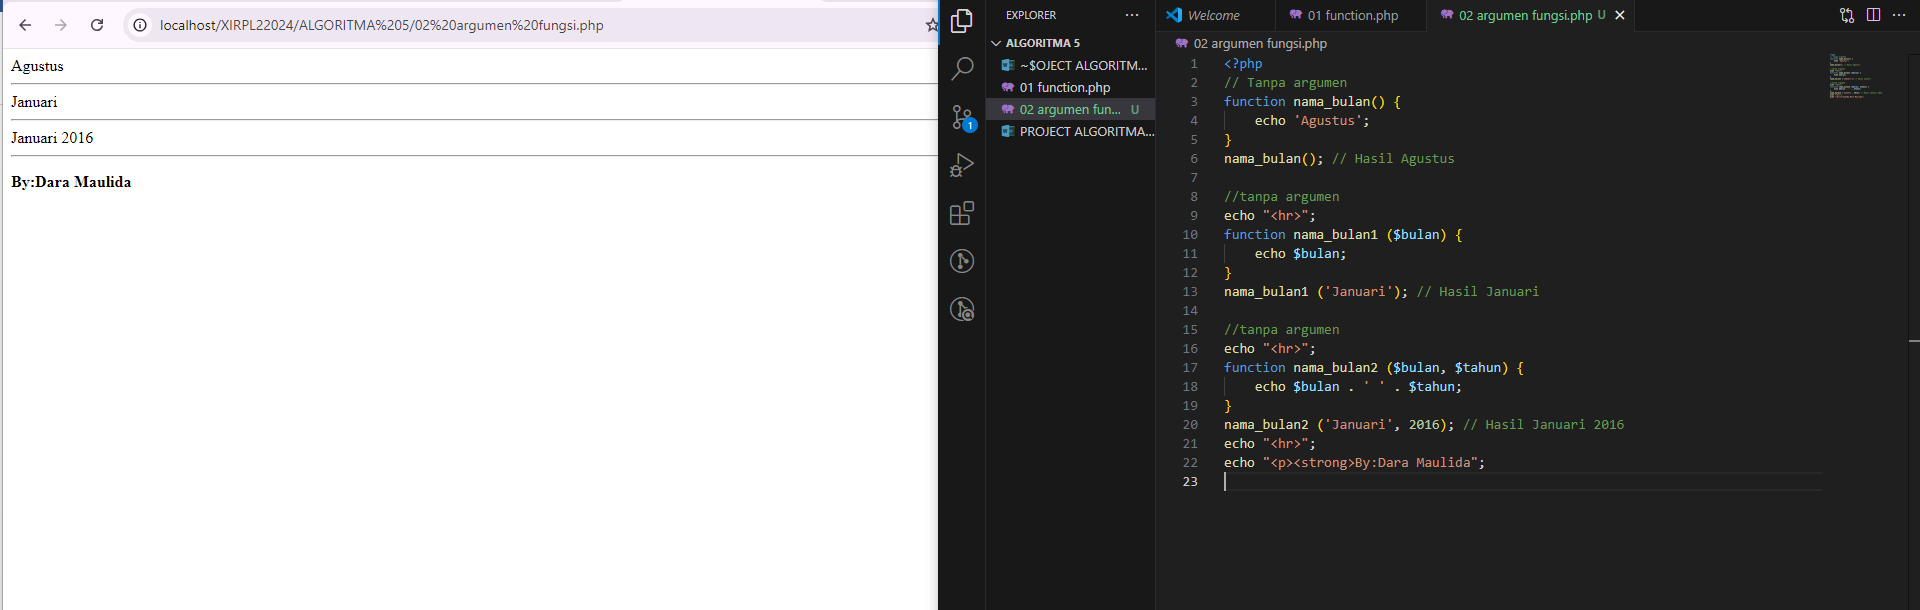 localhost/XIRPL22024/ALGORITMA%205/02%20argumen%20fungsi.php
Agustus
Januari
Januari 2016
By:Dara Maulida
EXPLORER
ALGORITMA 5
~$OJECT ALGORITM...
01 function.php
02 argumen fun... U
PROJECT ALGORITMA...
1
Welcome
01 function.php
02 argumen fungsi.php U
02 argumen fungsi.php
1 <?php
2 // Tanpa argumen
3 function nama_bulan() {
4 echo 'Agustus';
5 }
6 nama_bulan(); // Hasil Agustus
7
8 //tanpa argumen
9 echo "<hr>";
10 function nama_bulan1 ($bulan) {
11 echo $bulan;
12 }
13 nama_bulan1 ('Januari'); // Hasil Januari
14
15 //tanpa argumen
16 echo "<hr>";
17 function nama_bulan2 ($bulan, $tahun) {
18 echo $bulan . ' ' . $tahun;
19 }
20 nama_bulan2 ('Januari', 2016); // Hasil Januari 2016
21 echo "<hr>";
22 echo "<p><strong>By:Dara Maulida";
23